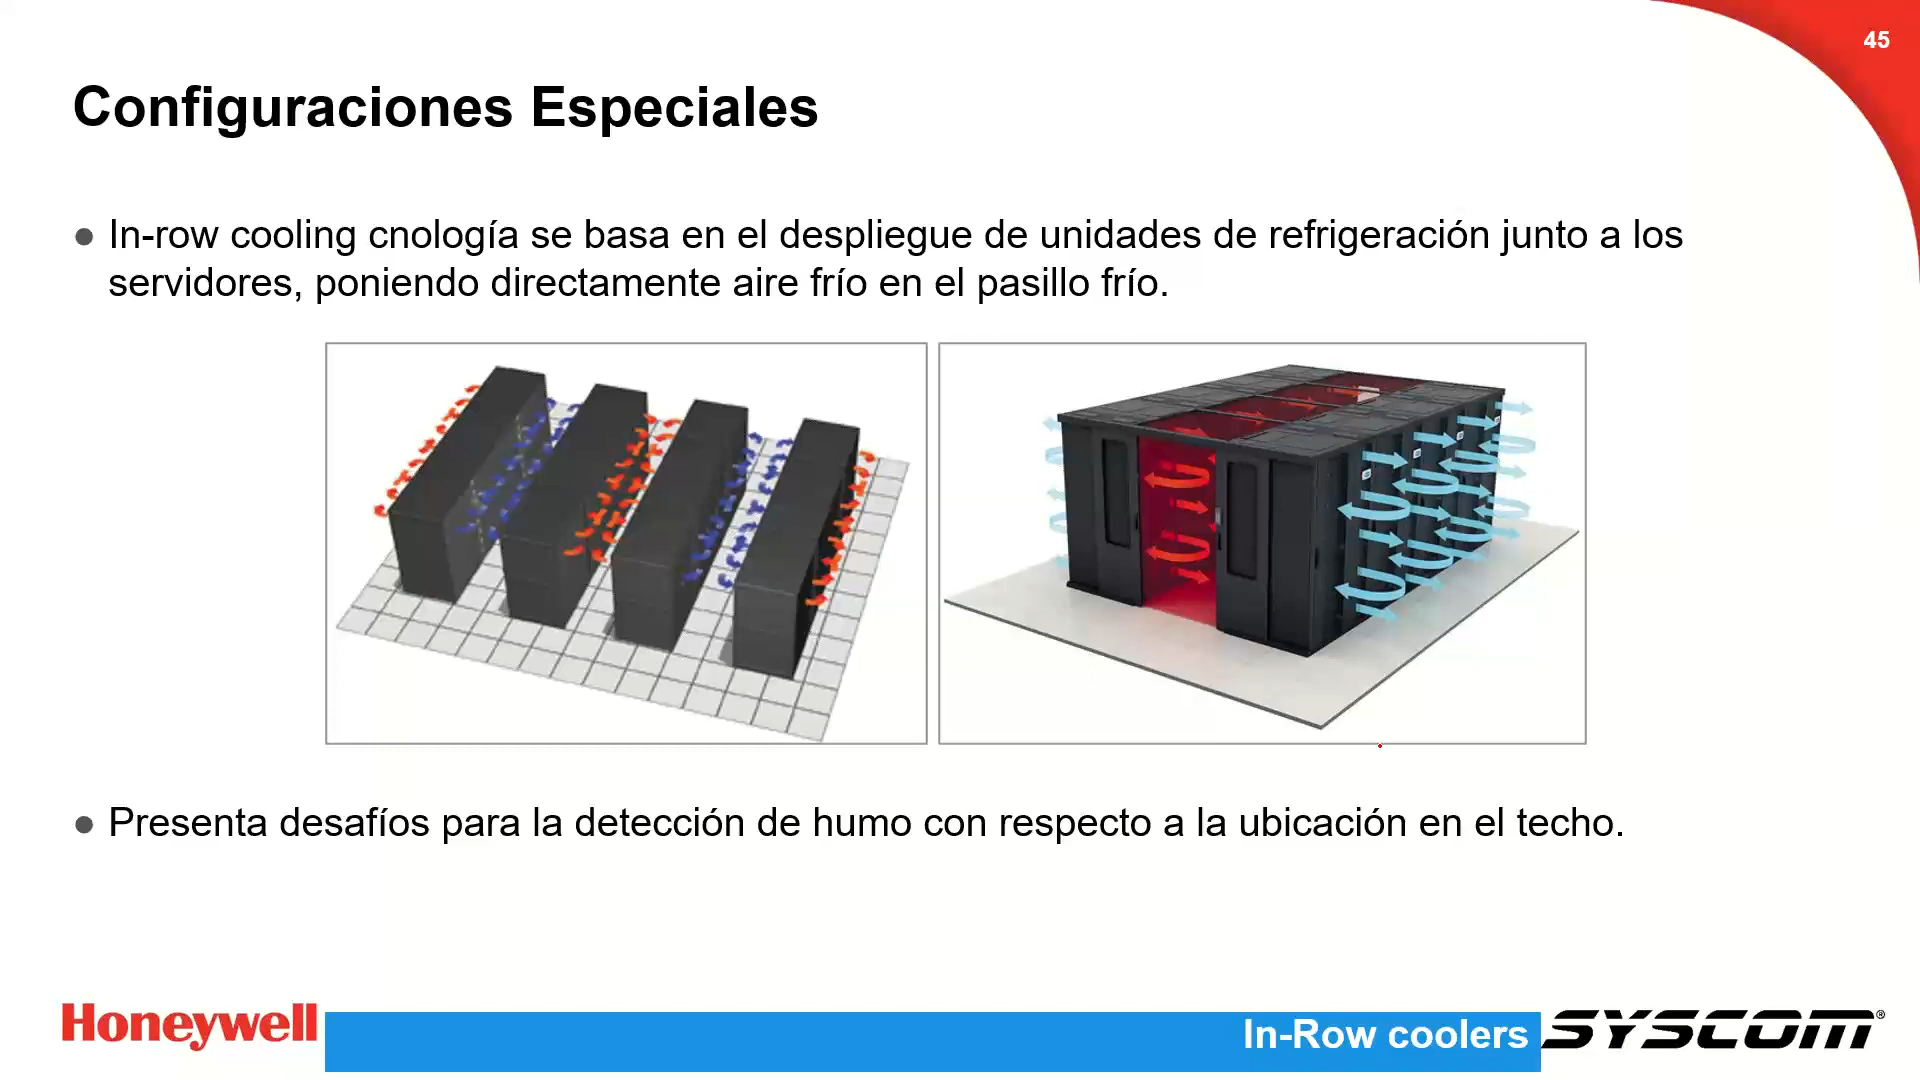 45
Configuraciones Especiales
● In-row cooling cnología se basa en el despliegue de unidades de refrigeración junto a los
servidores, poniendo directamente aire frío en el pasillo frío.
● Presenta desafíos para la detección de humo con respecto a la ubicación en el techo.
Honeywell
In-Row coolers
SYSCOM®